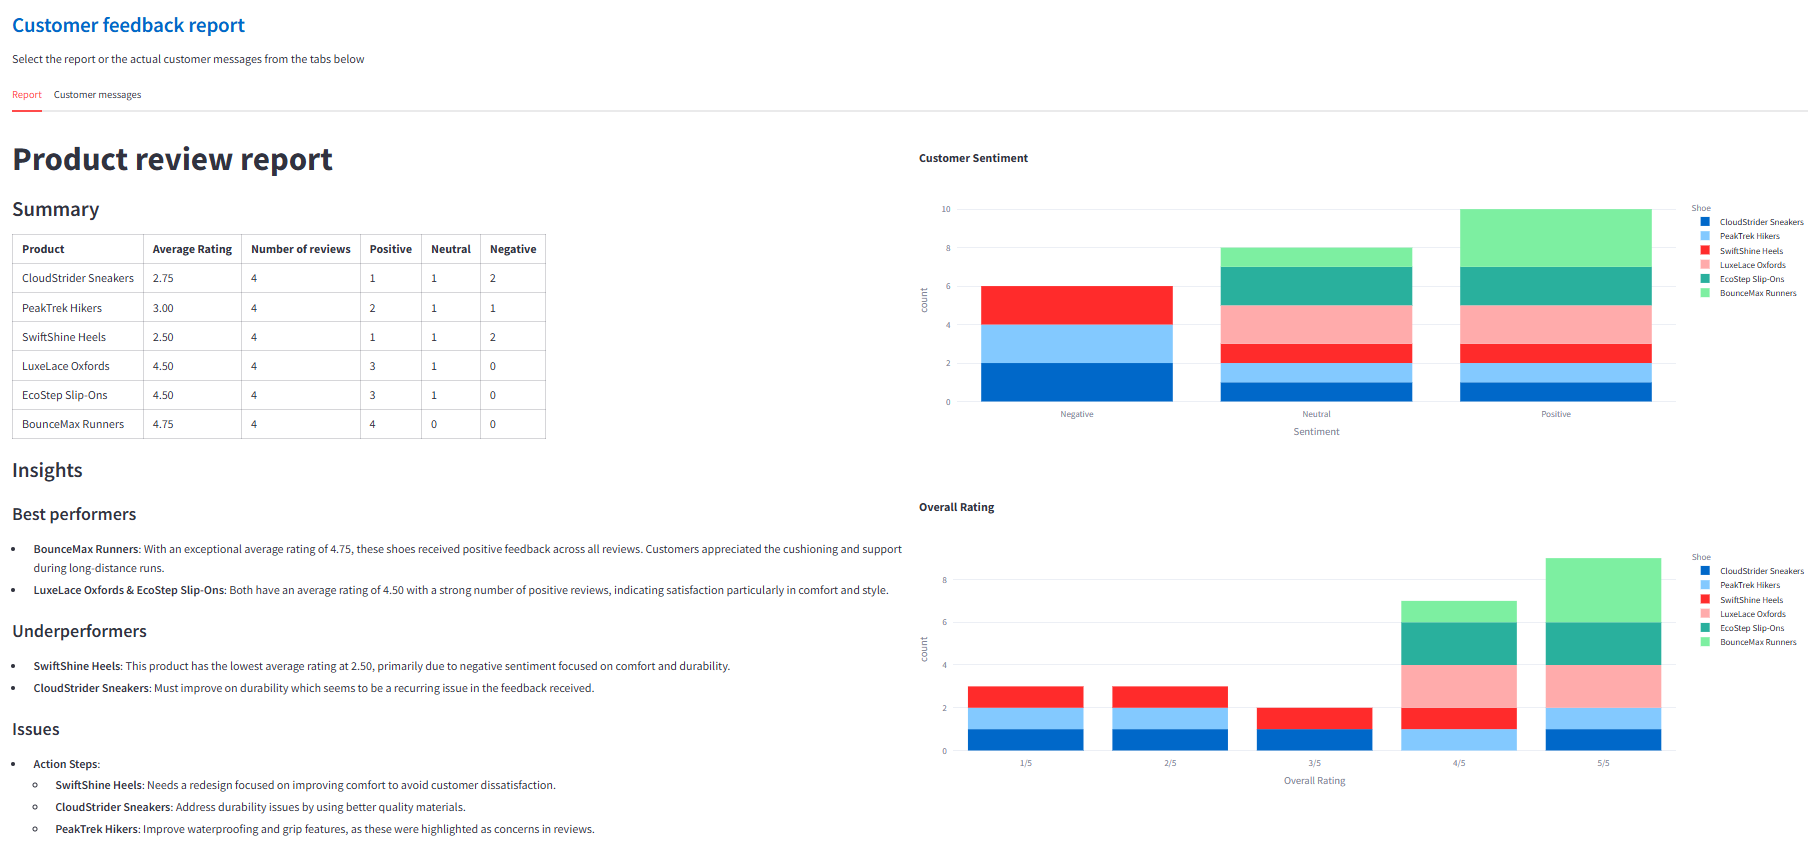 Customer feedback report
Select the report or the actual customer messages from the tabs below
Report Customer messages
Product review report
Summary
Product Average Rating Number of reviews Positive Neutral Negative
CloudStrider Sneakers 2.75 4 1 1 2
PeakTrek Hikers 3.00 4 2 1 1
SwiftShine Heels 2.50 4 1 1 2
LuxeLace Oxfords 4.50 4 3 1 0
EcoStep Slip-Ons 4.50 4 3 1 0
BounceMax Runners 4.75 4 4 0 0
Insights
Best performers
• BounceMax Runners: With an exceptional average rating of 4.75, these shoes received positive feedback across all reviews. Customers appreciated the cushioning and support
during long-distance runs.
• LuxeLace Oxfords & EcoStep Slip-Ons: Both have an average rating of 4.50 with a strong number of positive reviews, indicating satisfaction particularly in comfort and style.
Underperformers
• SwiftShine Heels: This product has the lowest average rating at 2.50, primarily due to negative sentiment focused on comfort and durability.
• CloudStrider Sneakers: Must improve on durability which seems to be a recurring issue in the feedback received.
Issues
• Action Steps:
◦ SwiftShine Heels: Needs a redesign focused on improving comfort to avoid customer dissatisfaction.
◦ CloudStrider Sneakers: Address durability issues by using better quality materials.
◦ PeakTrek Hikers: Improve waterproofing and grip features, as these were highlighted as concerns in reviews.
Customer Sentiment
10
8
6
4
2
0
count
Negative Neutral Positive
Sentiment
Shoe
CloudStrider Sneakers
PeakTrek Hikers
SwiftShine Heels
LuxeLace Oxfords
EcoStep Slip-Ons
BounceMax Runners
Overall Rating
8
6
4
2
0
count
1/5 2/5 3/5 4/5 5/5
Overall Rating
Shoe
CloudStrider Sneakers
PeakTrek Hikers
SwiftShine Heels
LuxeLace Oxfords
EcoStep Slip-Ons
BounceMax Runners